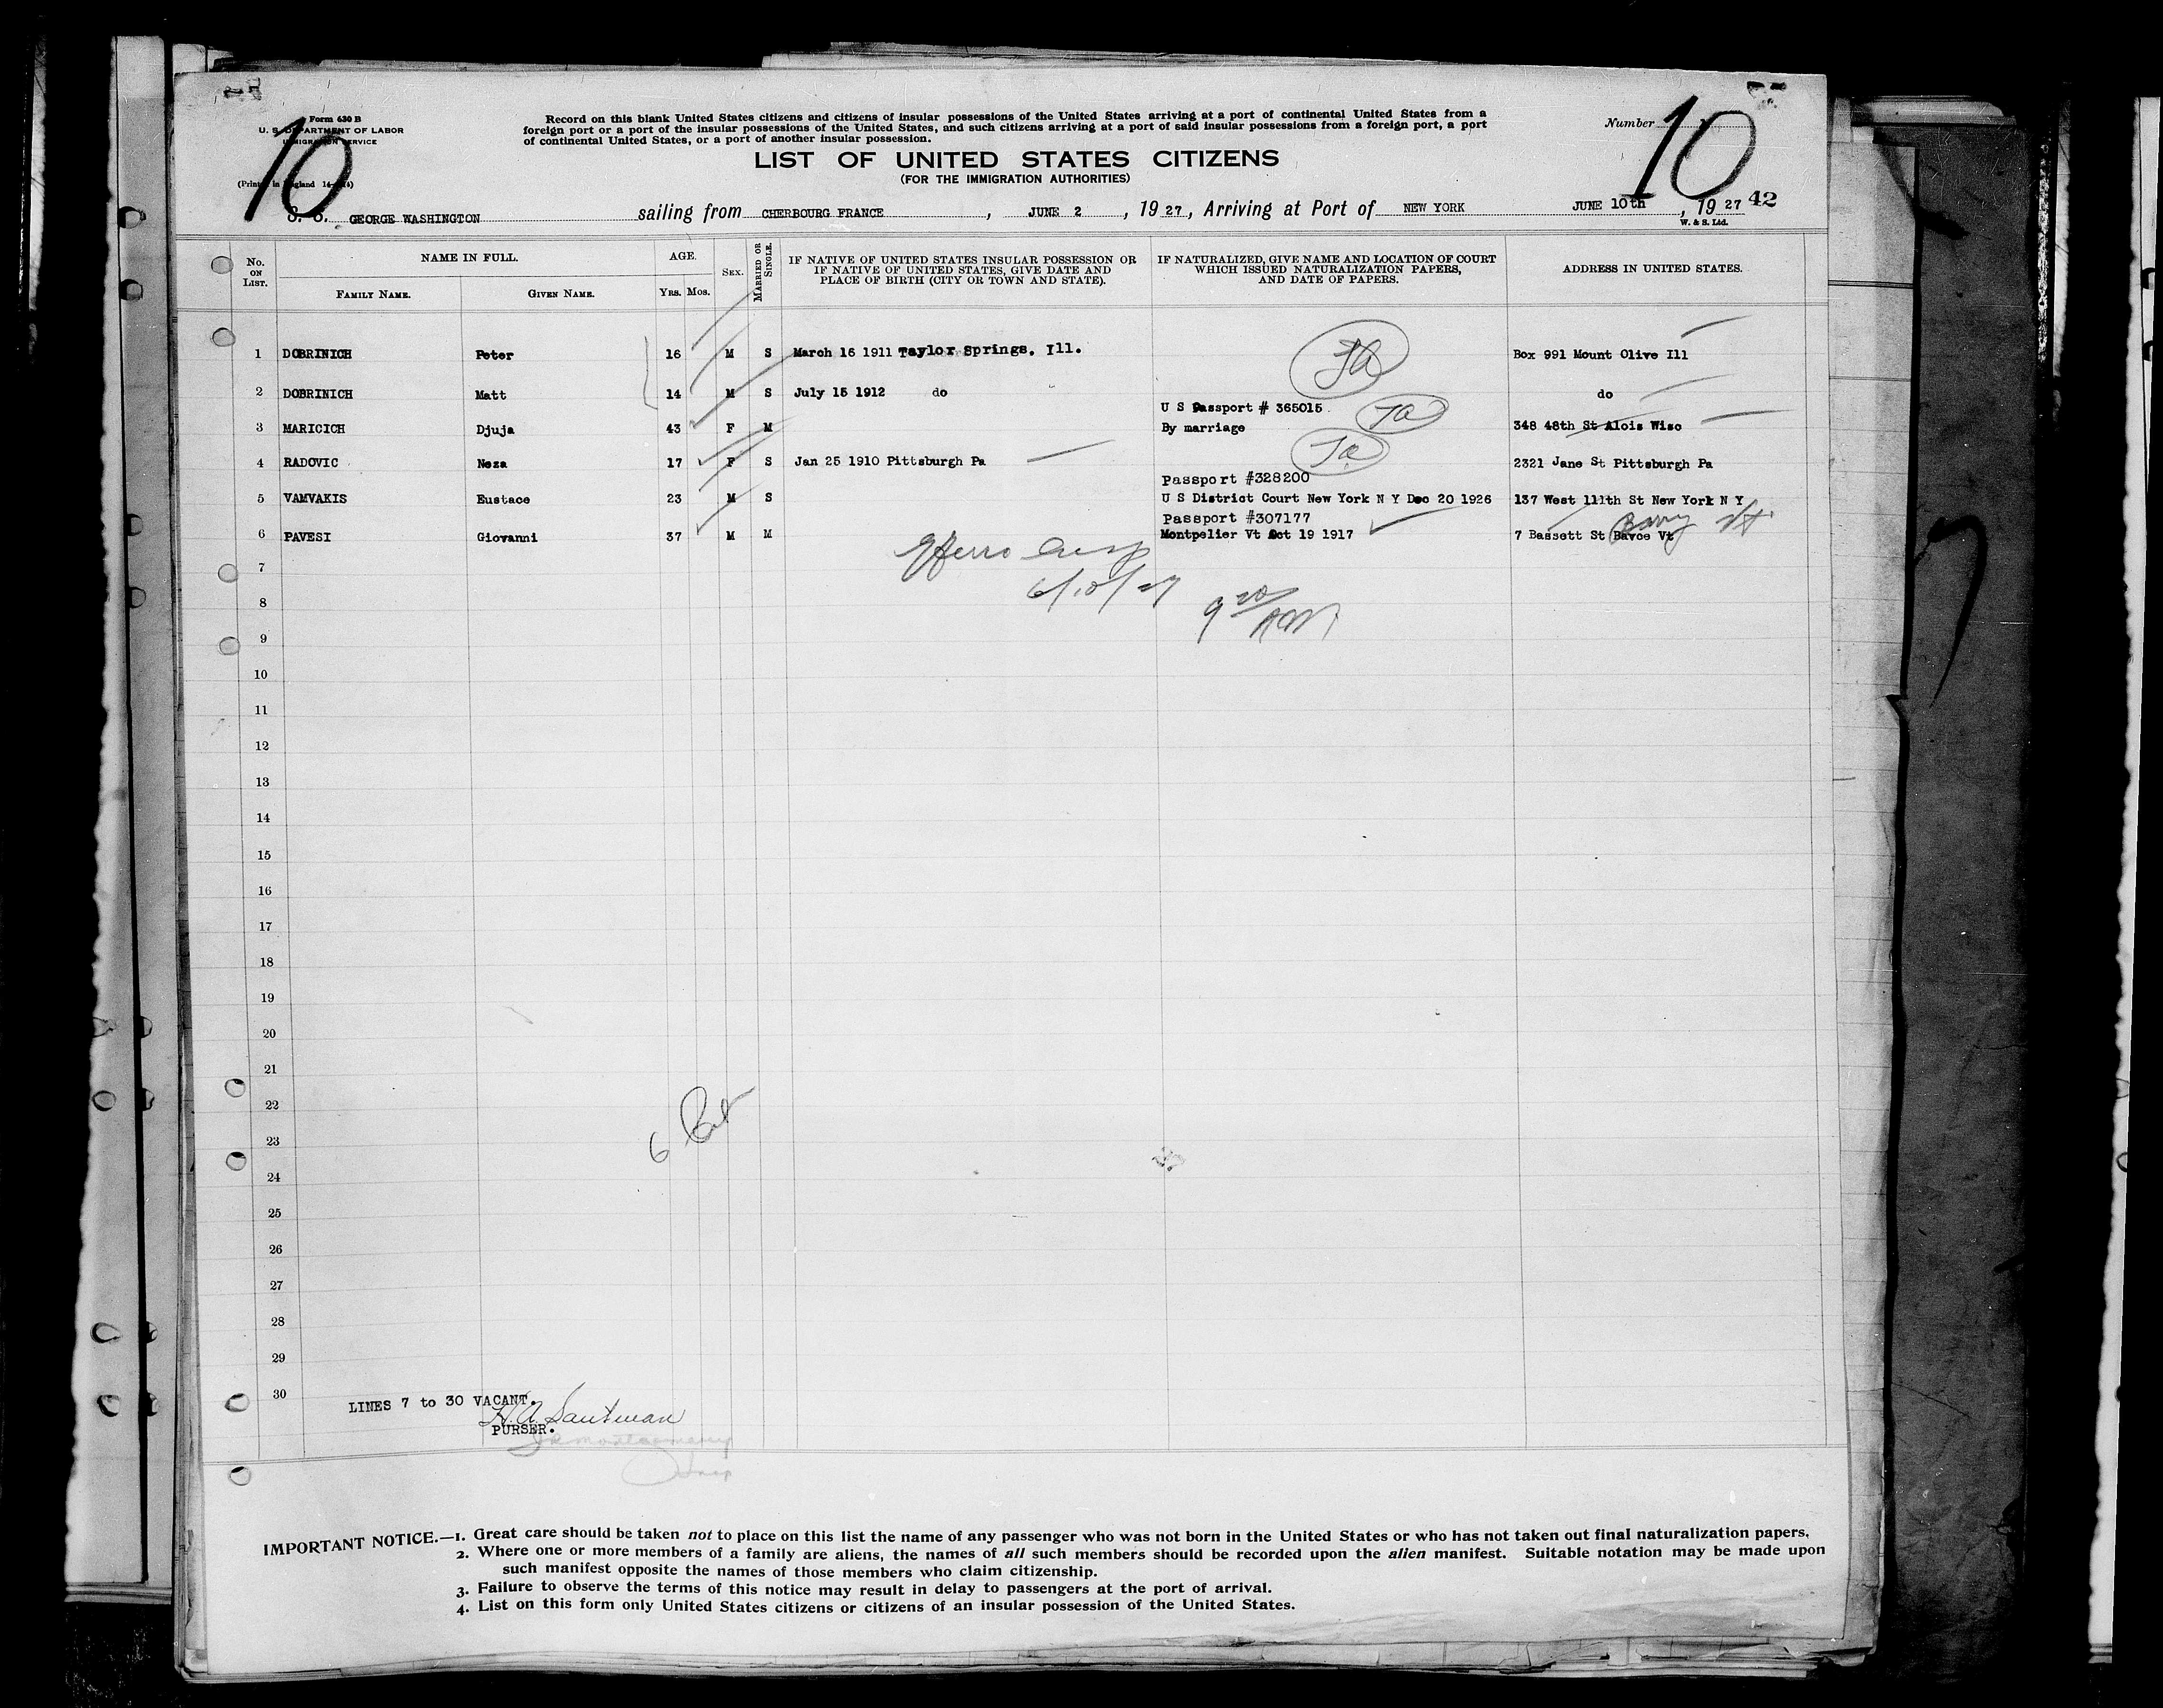 Form 630 B
U. S. DEPARTMENT OF LABOR
IMMIGRATION SERVICE
10
Record on this blank United States citizens and citizens of insular possessions of the United States arriving at a port of continental United States from a
foreign port or a port of the insular possessions of the United States, and such citizens arriving at a port of said insular possessions from a foreign port, a port
of continental United States, or a port of another insular possession.
Number 10
LIST OF UNITED STATES CITIZENS
(FOR THE IMMIGRATION AUTHORITIES)
S. S. GEORGE WASHINGTON sailing from CHERBOURG FRANCE, JUNE 2, 1927, Arriving at Port of NEW YORK JUNE 10th, 1927 42
W. & S. Ltd.
No. ON LIST. NAME IN FULL. AGE. SEX. MARRIED OR SINGLE. IF NATIVE OF UNITED STATES INSULAR POSSESSION OR IF NATIVE OF UNITED STATES, GIVE DATE AND PLACE OF BIRTH (CITY OR TOWN AND STATE). IF NATURALIZED, GIVE NAME AND LOCATION OF COURT WHICH ISSUED NATURALIZATION PAPERS, AND DATE OF PAPERS. ADDRESS IN UNITED STATES.
FAMILY NAME. GIVEN NAME. YRS. MOS.
1 DOBRINICH Peter 16 M S March 16 1911 Taylor Springs, Ill. Box 991 Mount Olive Ill
2 DOBRINICH Matt 14 M S July 15 1912 do do
U S Passport # 365015
3 MARICICH Djuja 43 F M By marriage 348 48th St Alois Wisc
4 RADOVIC Neza 17 F S Jan 25 1910 Pittsburgh Pa 2321 Jane St Pittsburgh Pa
Passport #328200
5 VAMVAKIS Eustace 23 M S U S District Court New York N Y Dec 20 1926 137 West 111th St New York N Y
Passport #307177
6 PAVESI Giovanni 37 M M Montpelier Vt Oct 19 1917 7 Bassett St Bavoe Vt
7
6/10/27
8
9
10
11
12
13
14
15
16
17
18
19
20
21
22
23
6
24
25
26
27
28
29
30
LINES 7 to 30 VACANT.
PURSER.
IMPORTANT NOTICE.—1. Great care should be taken not to place on this list the name of any passenger who was not born in the United States or who has not taken out final naturalization papers.
2. Where one or more members of a family are aliens, the names of all such members should be recorded upon the alien manifest. Suitable notation may be made upon
such manifest opposite the names of those members who claim citizenship.
3. Failure to observe the terms of this notice may result in delay to passengers at the port of arrival.
4. List on this form only United States citizens or citizens of an insular possession of the United States.